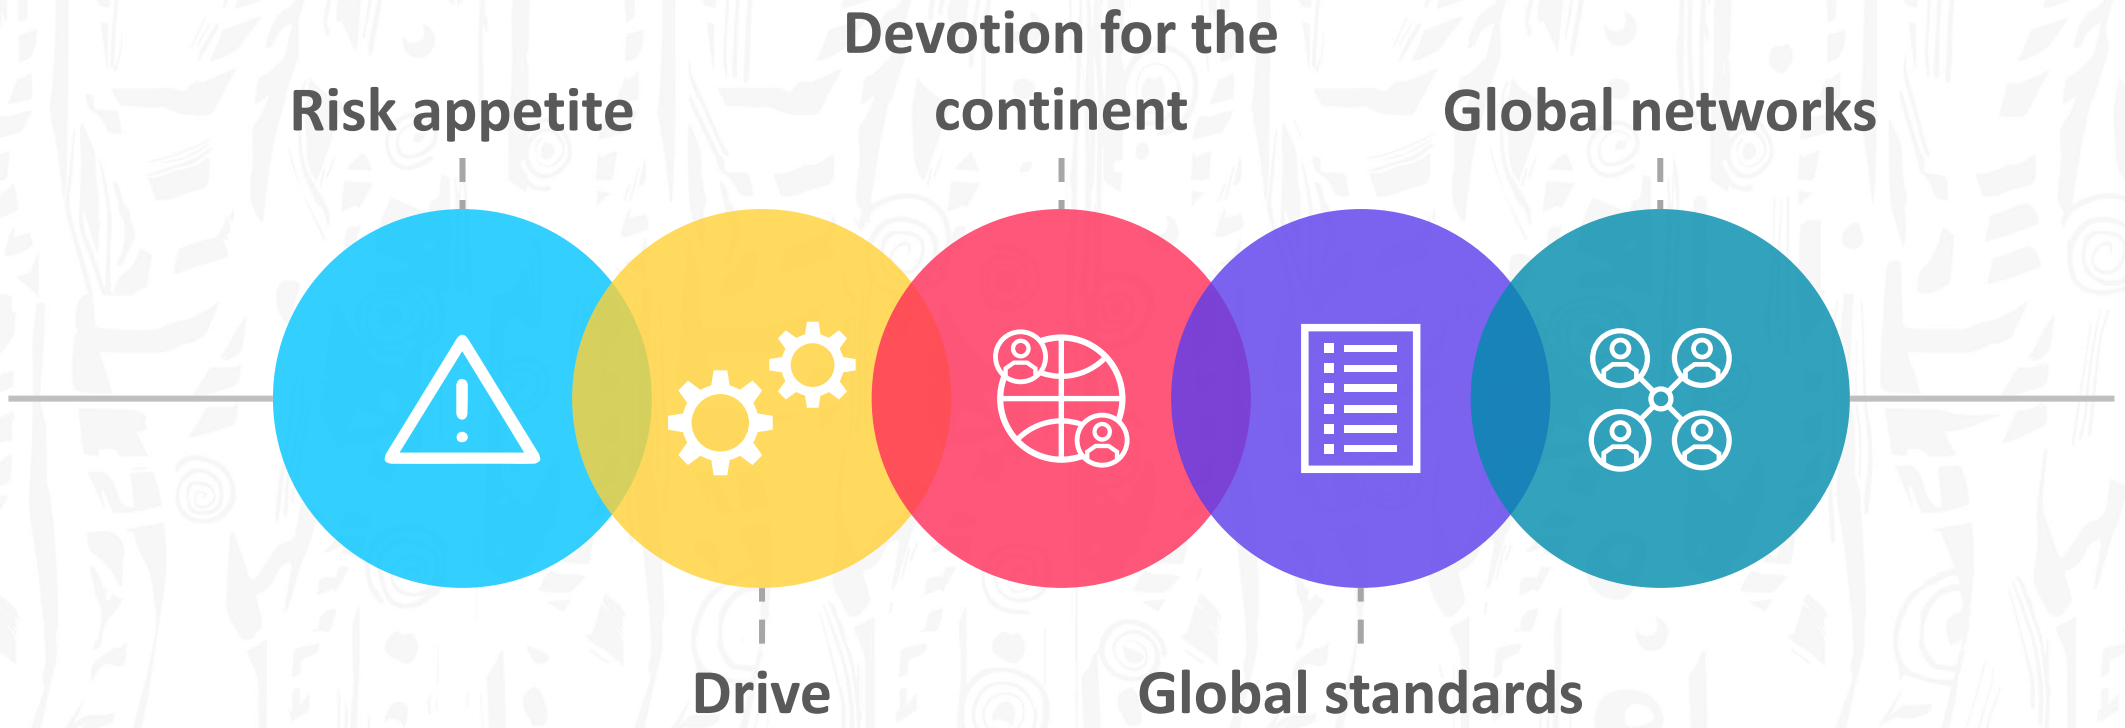 Risk appetite
Drive
Devotion for the
continent
Global standards
Global networks